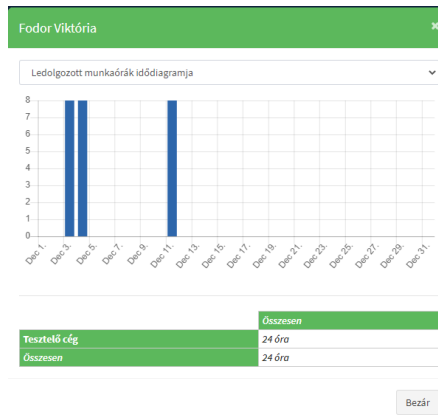 Fodor Viktória ×
Ledolgozott munkaórák idődiagramja
8
7
6
5
4
3
2
1
0
Dec 1. Dec 3. Dec 5. Dec 7. Dec 9. Dec 11. Dec 13. Dec 15. Dec 17. Dec 19. Dec 21. Dec 23. Dec 25. Dec 27. Dec 29. Dec 31.
Összesen
Tesztelő cég 24 óra
Összesen 24 óra
Bezár